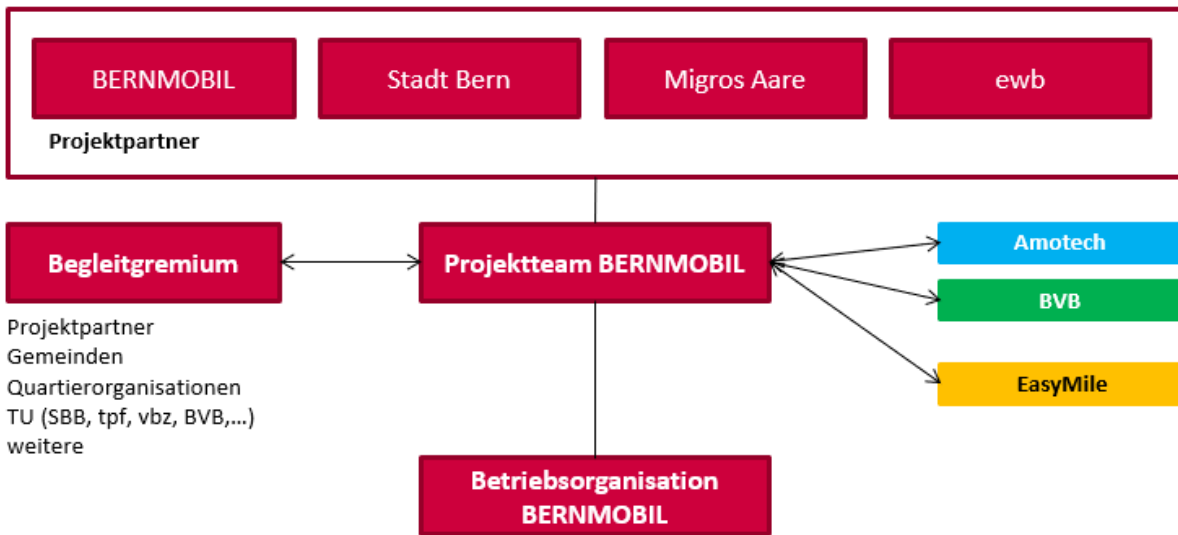 BERNMOBIL
Stadt Bern
Migros Aare
ewb
Projektpartner
Begleitgremium
Projektteam BERNMOBIL
Amotech
BVB
EasyMile
Projektpartner
Gemeinden
Quartierorganisationen
TU (SBB, tpf, vbz, BVB,...)
weitere
Betriebsorganisation
BERNMOBIL